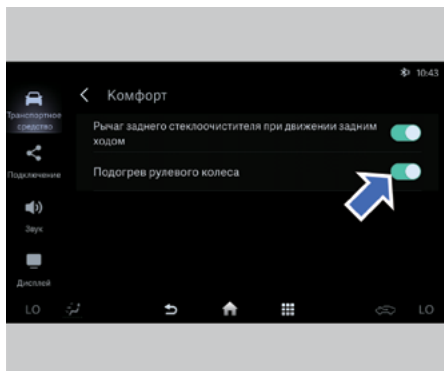 10:43
Комфорт
Транспортное
средство
Рычаг заднего стеклоочистителя при движении задним
ходом
Подключение
Подогрев рулевого колеса
Звук
Дисплей
LO
LO